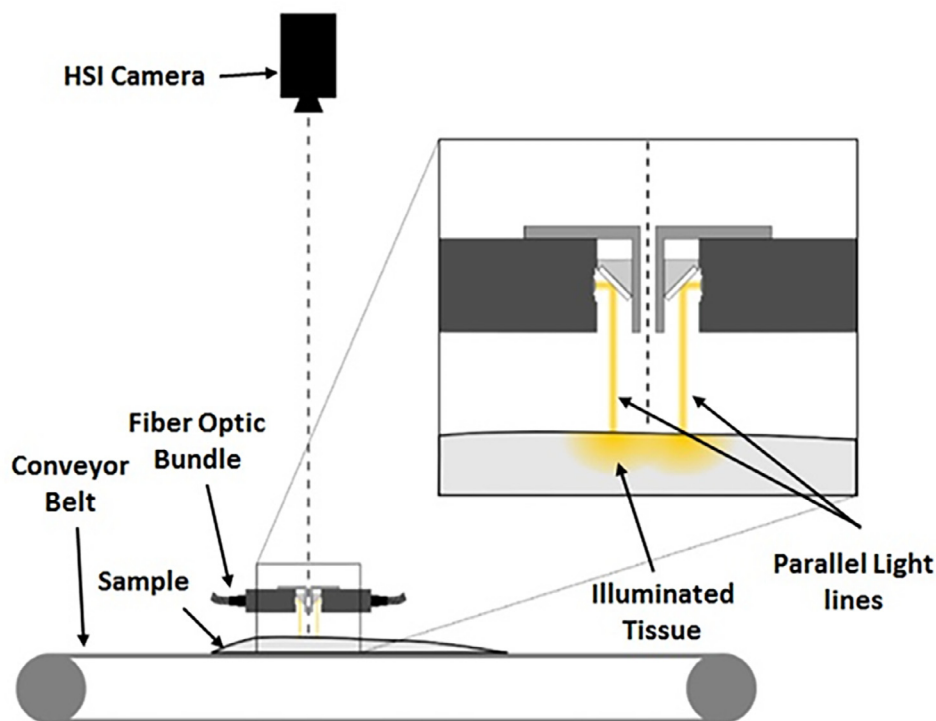 HSI Camera
Fiber Optic
Bundle
Conveyor
Belt
Sample
Illuminated
Tissue
Parallel Light
lines